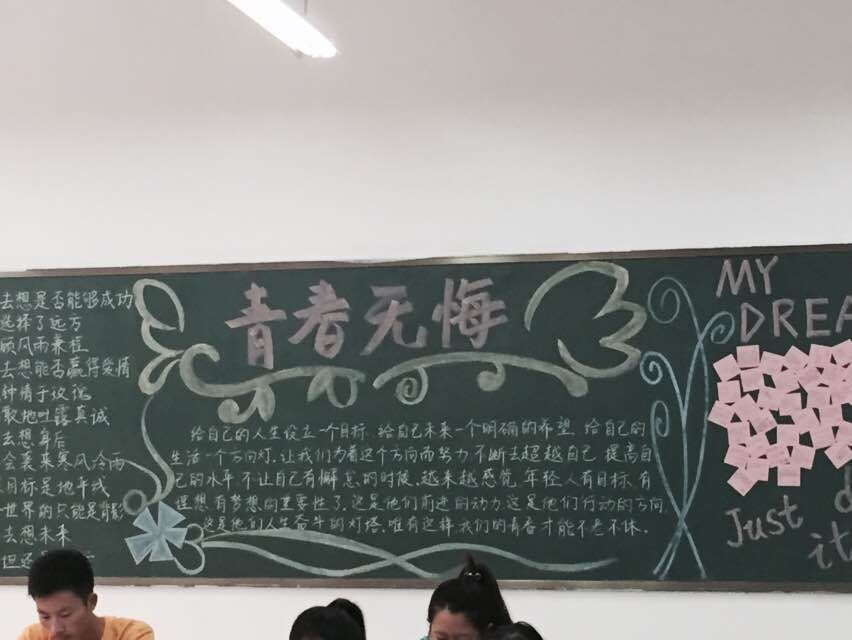 去想是否能够成功
选择了远方
顾风雨兼程
去想能否赢得爱情
钟情于玫瑰
敢地吐露真诚
去想身后
会袭来寒风冷雨
目标是地平线
世界的只能是背影
去想未来
青春无悔
给自己的人生设立一个目标，给自己未来一个明确的希望，给自己的
生活一个方向灯，让我们为着这个方向而努力，不断去超越自己，提高自
己的水平，不让自己有懈怠的时候，越来越感觉，年轻人有目标，有
理想，有梦想的重要性了，这是他们前进的动力，这是他们行动的方向，
这是他们人生奋斗的灯塔，唯有这样，我们的青春才能不老不休。
MY
DREA
Just d
it